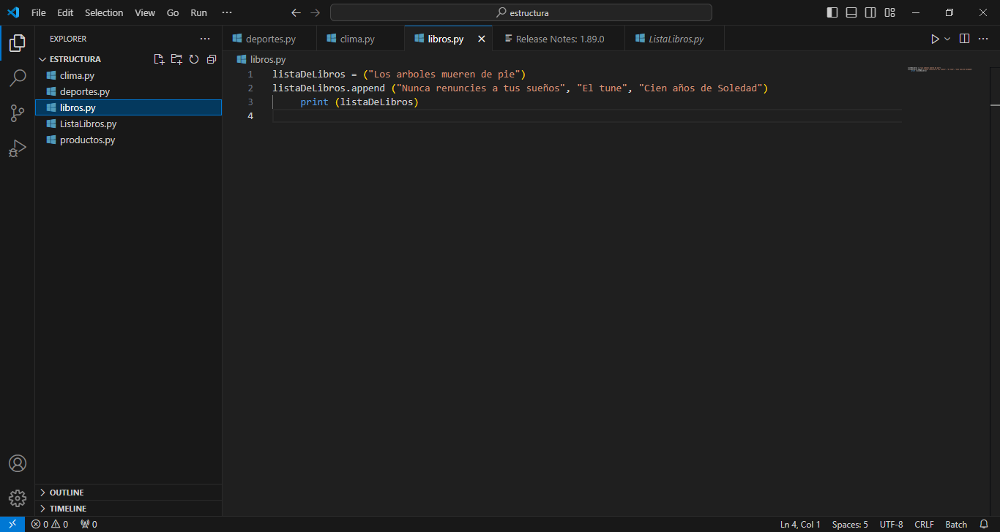 File Edit Selection View Go Run ··· estructura
EXPLORER ···
deportes.py clima.py libros.py Release Notes: 1.89.0 ListaLibros.py
ESTRUCTURA
clima.py
deportes.py
libros.py
ListaLibros.py
productos.py
libros.py
1 listaDeLibros = ("Los arboles mueren de pie")
2 listaDeLibros.append ("Nunca renuncies a tus sueños", "El tune", "Cien años de Soledad")
3 print (listaDeLibros)
4
OUTLINE
TIMELINE
0 0 0 Ln 4, Col 1 Spaces: 5 UTF-8 CRLF Batch